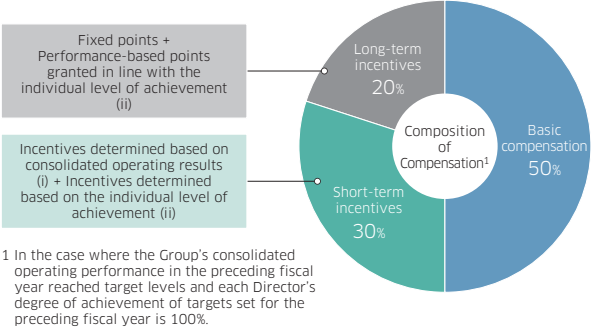 Fixed points +
Performance-based points
granted in line with the
individual level of achievement
(ii)
Incentives determined based on
consolidated operating results
(i) + Incentives determined
based on the individual level of
achievement (ii)
Long-term
incentives
20%
Short-term
incentives
30%
Composition
of
Compensation1
Basic
compensation
50%
1 In the case where the Group's consolidated
operating performance in the preceding fiscal
year reached target levels and each Director's
degree of achievement of targets set for the
preceding fiscal year is 100%.